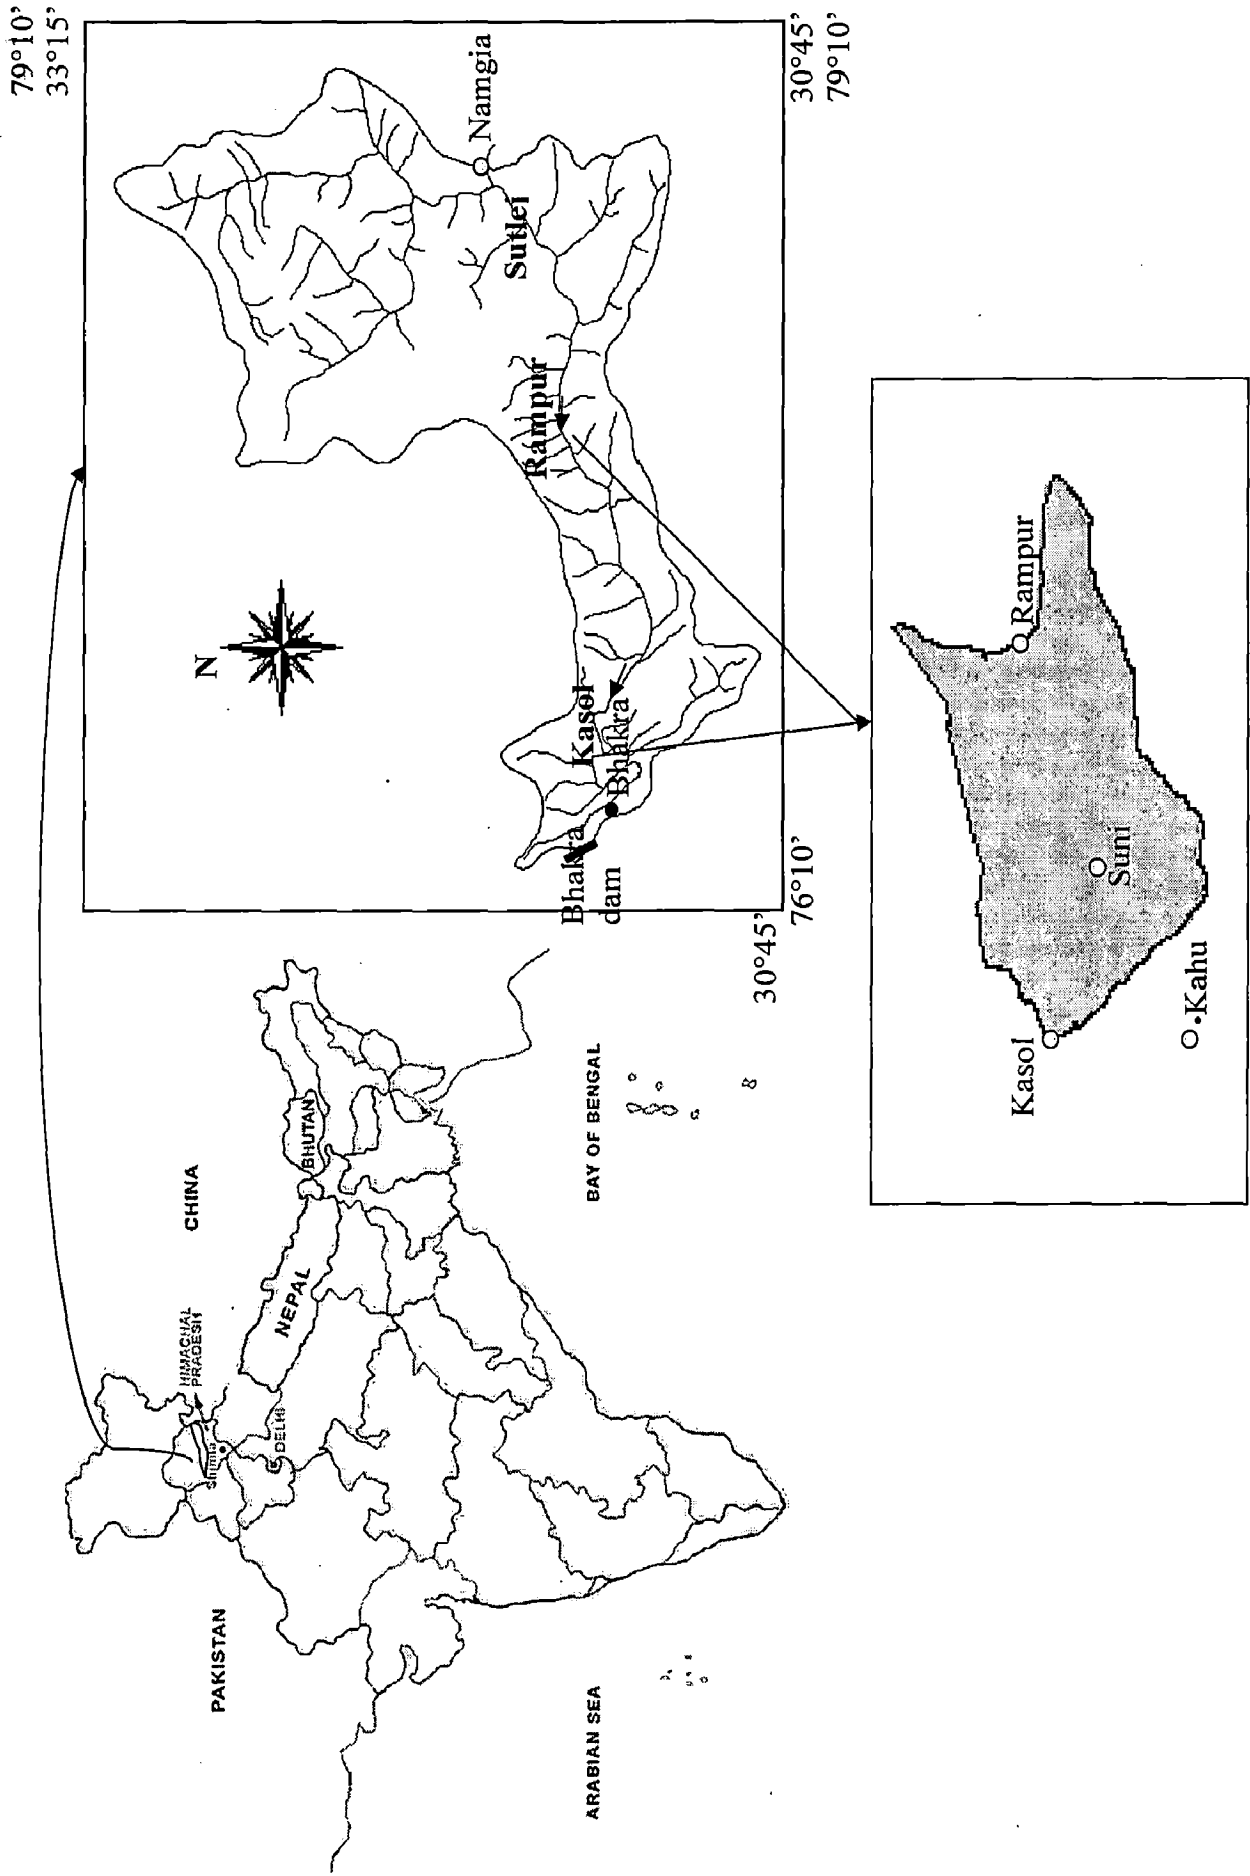 PAKISTAN
CHINA
HIMACHAL
PRADESH
Shimla
DELHI
NEPAL
BHUTAN
ARABIAN SEA
BAY OF BENGAL
79°10'
33°15'
N
Namgia
Sutlej
Rampur
Kasol
Bhakra
Bhakra
dam
30°45'
76°10'
30°45'
79°10'
Kasol
Rampur
Suni
Kahu